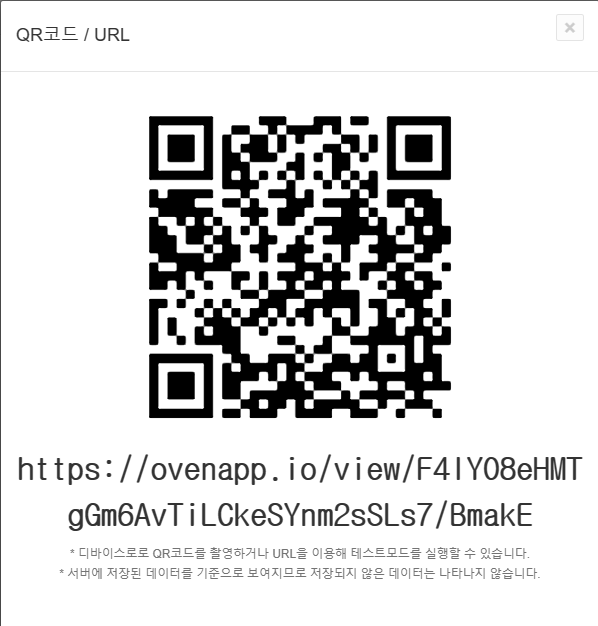 QR코드 / URL
https://ovenapp.io/view/F4IYO8eHMT
gGm6AvTiLCkeSYnm2sSLs7/BmakE
* 디바이스로로 QR코드를 촬영하거나 URL을 이용해 테스트모드를 실행할 수 있습니다.
* 서버에 저장된 데이터를 기준으로 보여지므로 저장되지 않은 데이터는 나타나지 않습니다.